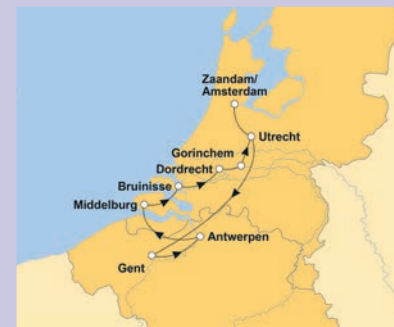 Zaandam/
Amsterdam
Utrecht
Gorinchem
Dordrecht
Bruinisse
Middelburg
Antwerpen
Gent